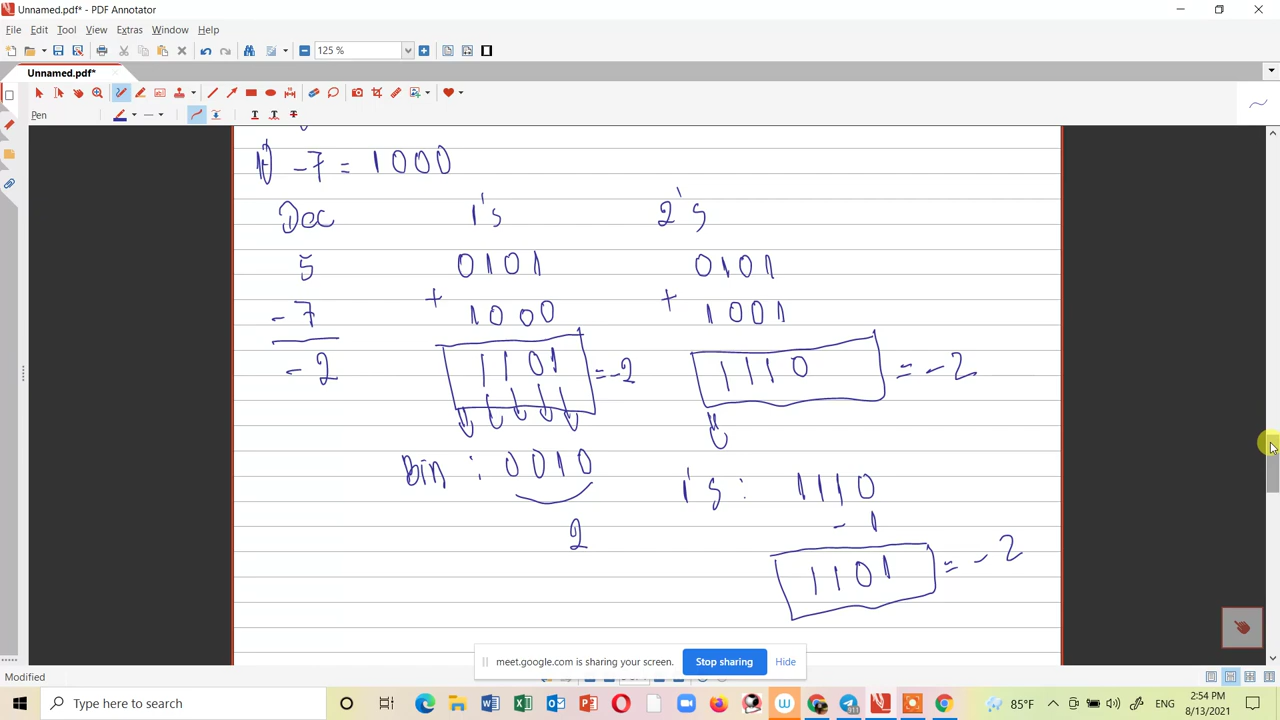 Unnamed.pdf* - PDF Annotator
File Edit Tool Extras View Window Help
125 %
Unnamed.pdf*
Pen
-7 = 1000
Dec 1's 2's
5 0101 0101
-7 + 1000 + 1001
-2 1101 = -2 1110 = -2
Bin : 0010
1's : 1110
2 - 1
1101 = -2
meet.google.com is sharing your screen. Stop sharing Hide
Modified
Type here to search
85°F ENG 2:54 PM
8/13/2021